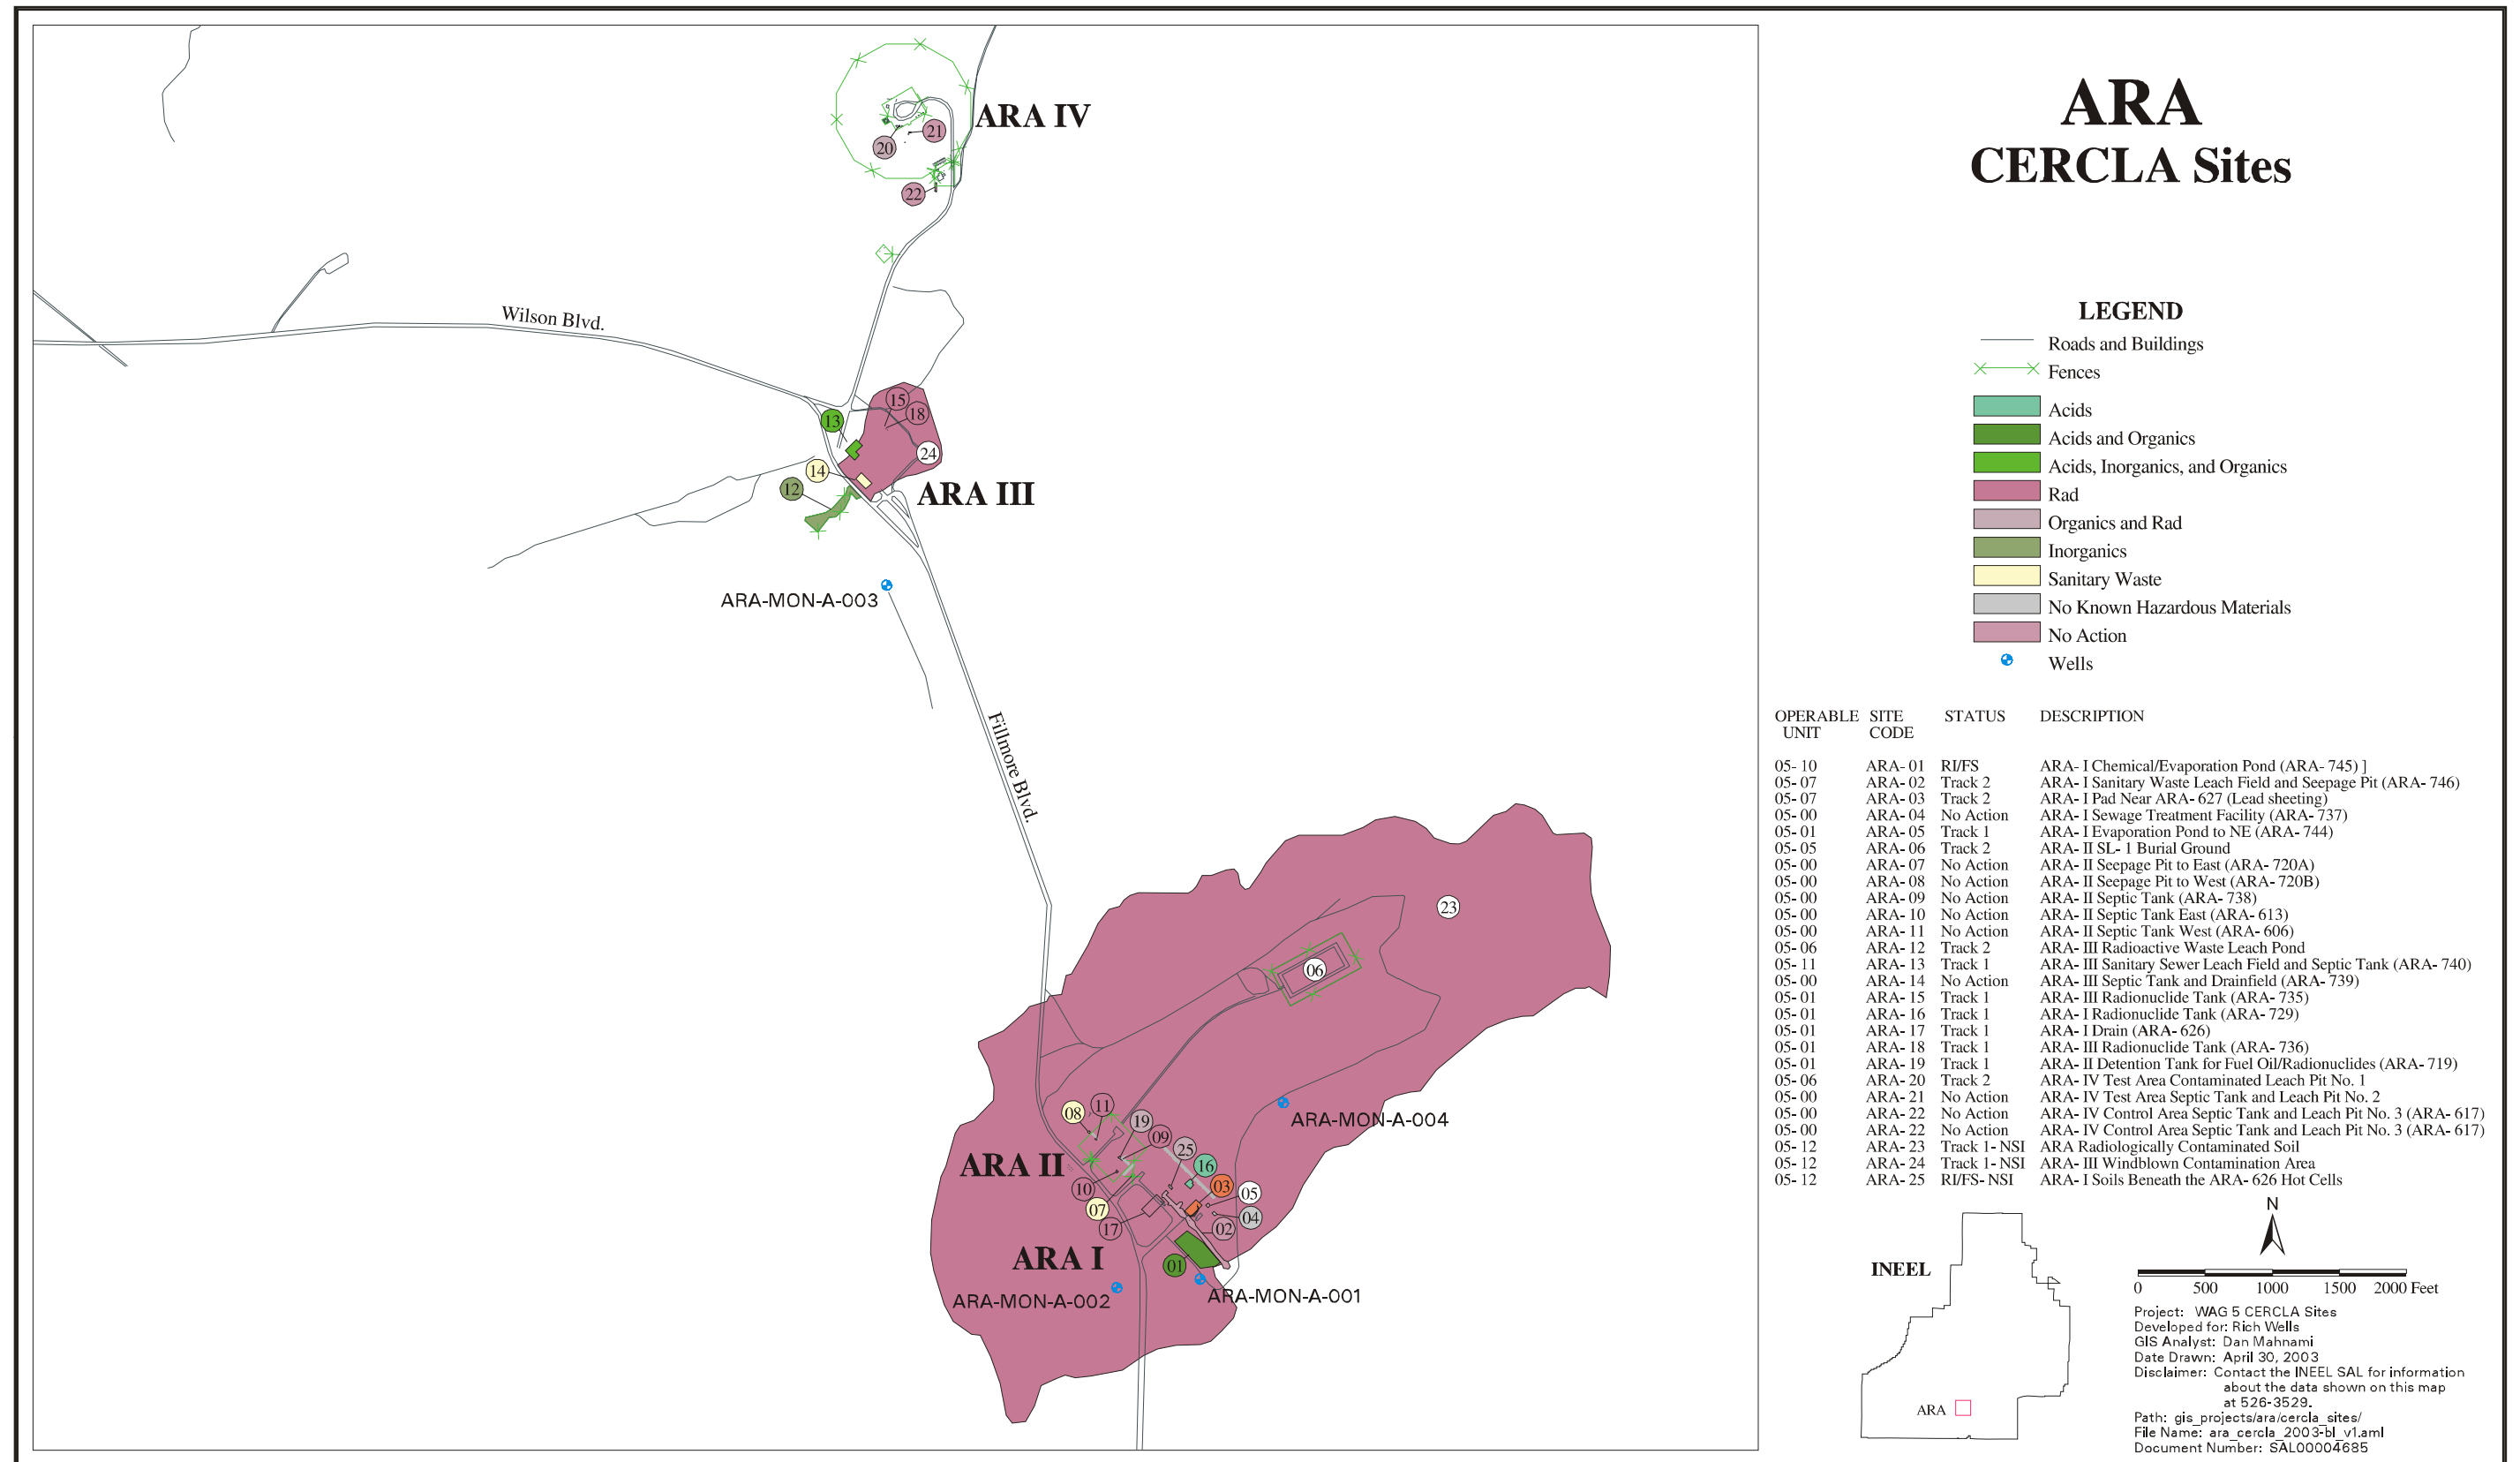 ARA
CERCLA Sites
ARA IV
21
20
22
Wilson Blvd.
15
18
13
24
14
12
ARA III
ARA-MON-A-003
Fillmore Blvd.
23
06
ARA-MON-A-004
08
11
19
09
25
16
ARA II
10
03
05
07
04
17
02
ARA I
01
ARA-MON-A-002
ARA-MON-A-001
LEGEND
Roads and Buildings
Fences
Acids
Acids and Organics
Acids, Inorganics, and Organics
Rad
Organics and Rad
Inorganics
Sanitary Waste
No Known Hazardous Materials
No Action
Wells
OPERABLE SITE STATUS DESCRIPTION
UNIT CODE
05- 10 ARA- 01 RI/FS ARA- I Chemical/Evaporation Pond (ARA- 745) ]
05- 07 ARA- 02 Track 2 ARA- I Sanitary Waste Leach Field and Seepage Pit (ARA- 746)
05- 07 ARA- 03 Track 2 ARA- I Pad Near ARA- 627 (Lead sheeting)
05- 00 ARA- 04 No Action ARA- I Sewage Treatment Facility (ARA- 737)
05- 01 ARA- 05 Track 1 ARA- I Evaporation Pond to NE (ARA- 744)
05- 05 ARA- 06 Track 2 ARA- II SL- 1 Burial Ground
05- 00 ARA- 07 No Action ARA- II Seepage Pit to East (ARA- 720A)
05- 00 ARA- 08 No Action ARA- II Seepage Pit to West (ARA- 720B)
05- 00 ARA- 09 No Action ARA- II Septic Tank (ARA- 738)
05- 00 ARA- 10 No Action ARA- II Septic Tank East (ARA- 613)
05- 00 ARA- 11 No Action ARA- II Septic Tank West (ARA- 606)
05- 06 ARA- 12 Track 2 ARA- III Radioactive Waste Leach Pond
05- 11 ARA- 13 Track 1 ARA- III Sanitary Sewer Leach Field and Septic Tank (ARA- 740)
05- 00 ARA- 14 No Action ARA- III Septic Tank and Drainfield (ARA- 739)
05- 01 ARA- 15 Track 1 ARA- III Radionuclide Tank (ARA- 735)
05- 01 ARA- 16 Track 1 ARA- I Radionuclide Tank (ARA- 729)
05- 01 ARA- 17 Track 1 ARA- I Drain (ARA- 626)
05- 01 ARA- 18 Track 1 ARA- III Radionuclide Tank (ARA- 736)
05- 01 ARA- 19 Track 1 ARA- II Detention Tank for Fuel Oil/Radionuclides (ARA- 719)
05- 06 ARA- 20 Track 2 ARA- IV Test Area Contaminated Leach Pit No. 1
05- 00 ARA- 21 No Action ARA- IV Test Area Septic Tank and Leach Pit No. 2
05- 00 ARA- 22 No Action ARA- IV Control Area Septic Tank and Leach Pit No. 3 (ARA- 617)
05- 00 ARA- 22 No Action ARA- IV Control Area Septic Tank and Leach Pit No. 3 (ARA- 617)
05- 12 ARA- 23 Track 1- NSI ARA Radiologically Contaminated Soil
05- 12 ARA- 24 Track 1- NSI ARA- III Windblown Contamination Area
05- 12 ARA- 25 RI/FS- NSI ARA- I Soils Beneath the ARA- 626 Hot Cells
INEEL
ARA
N
0 500 1000 1500 2000 Feet
Project: WAG 5 CERCLA Sites
Developed for: Rich Wells
GIS Analyst: Dan Mahnami
Date Drawn: April 30, 2003
Disclaimer: Contact the INEEL SAL for information
about the data shown on this map
at 526-3529.
Path: gis_projects/ara/cercla_sites/
File Name: ara_cercla_2003-bl_v1.aml
Document Number: SAL00004685